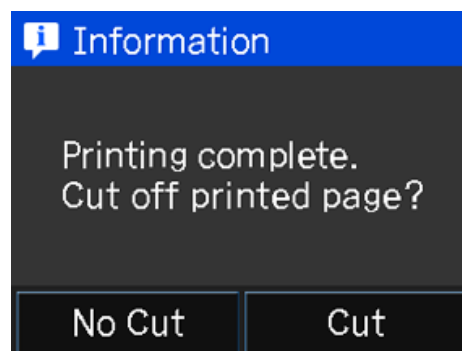 Information
Printing complete.
Cut off printed page?
No Cut
Cut